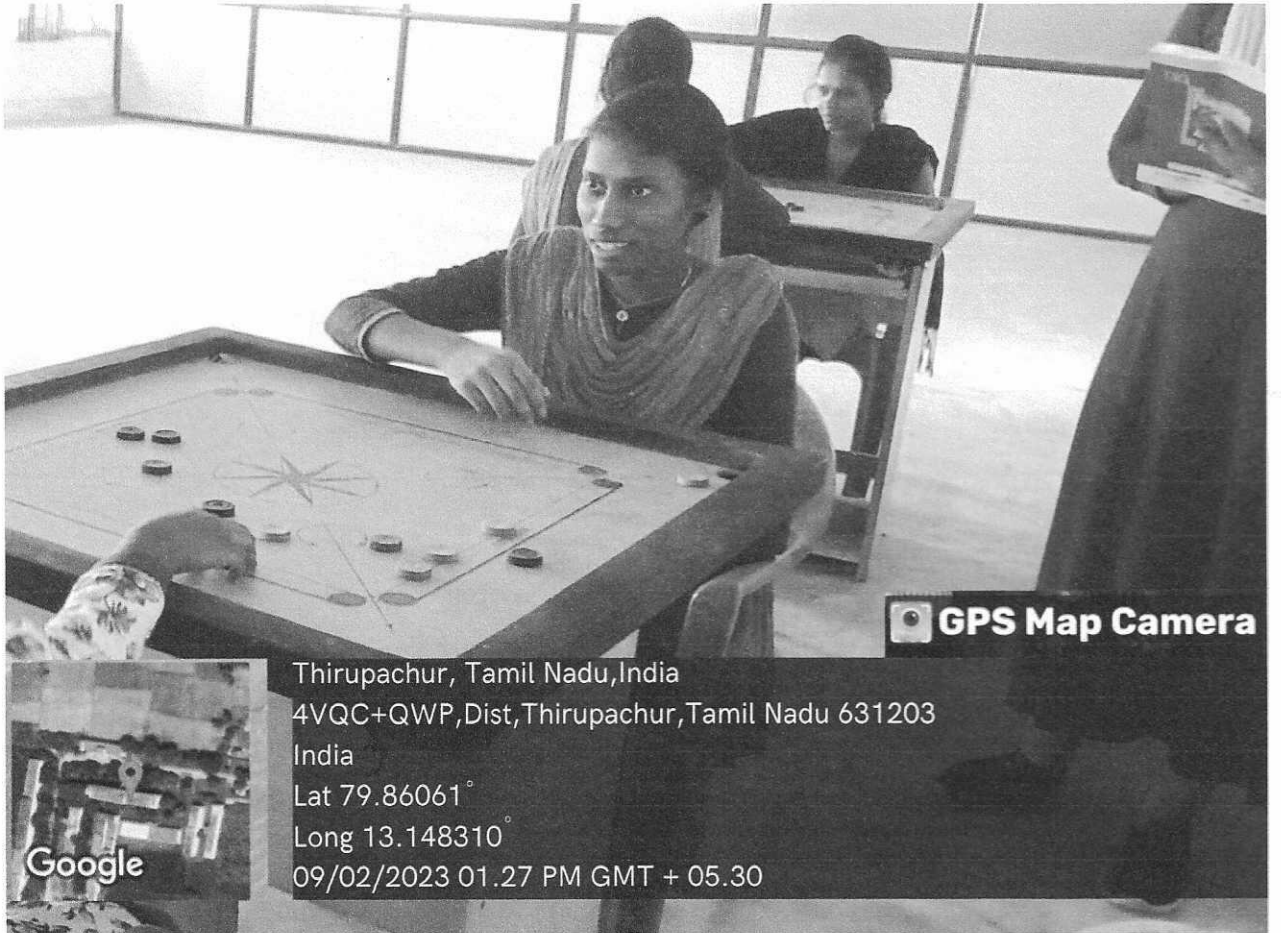 GPS Map Camera
Thirupachur, Tamil Nadu,India
4VQC+QWP,Dist,Thirupachur,Tamil Nadu 631203
India
Lat 79.86061°
Long 13.148310°
09/02/2023 01.27 PM GMT + 05.30
Google